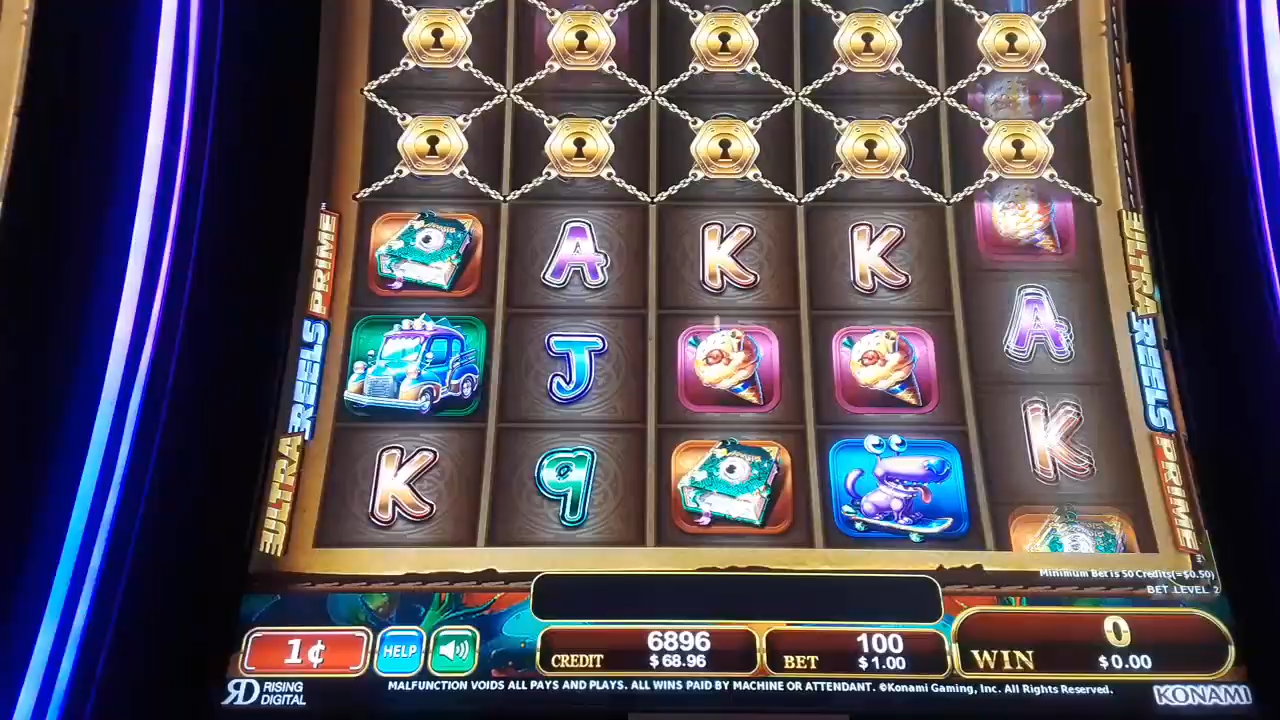 A K K
A
J
K
K 9
ULTRA REELS PRIME
ULTRA REELS PRIME
Minimum Bet is 50 Credits(=$0.50)
BET LEVEL 2
1¢
HELP
CREDIT 6896
$68.96
BET 100
$1.00
WIN 0
$0.00
RD RISING
DIGITAL
MALFUNCTION VOIDS ALL PAYS AND PLAYS. ALL WINS PAID BY MACHINE OR ATTENDANT. ©Konami Gaming, Inc. All Rights Reserved.
KONAMI